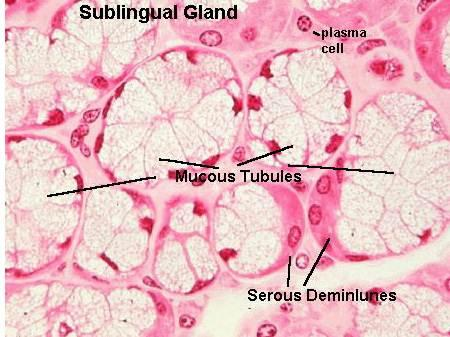 Sublingual Gland
plasma
cell
Mucous Tubules
Serous Deminlunes